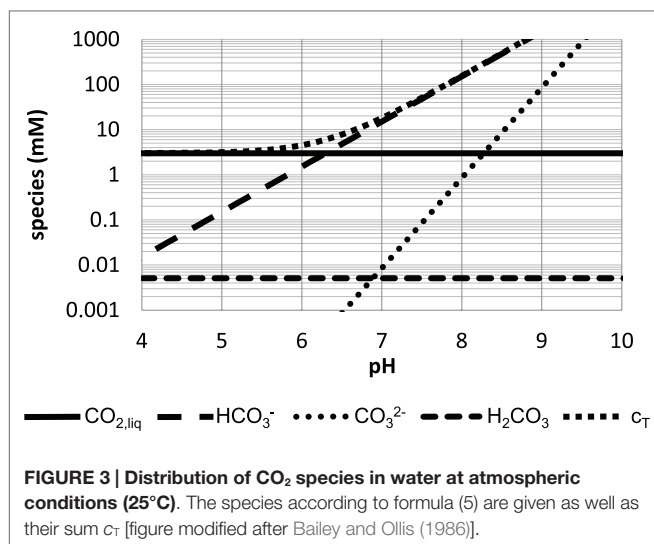 1000
100
10
1
0.1
0.01
0.001
species (mM)
4 5 6 7 8 9 10
pH
CO₂,liq HCO₃⁻ CO₃²⁻ H₂CO₃ cT
FIGURE 3 | Distribution of CO₂ species in water at atmospheric
conditions (25°C). The species according to formula (5) are given as well as
their sum cT [figure modified after Bailey and Ollis (1986)].